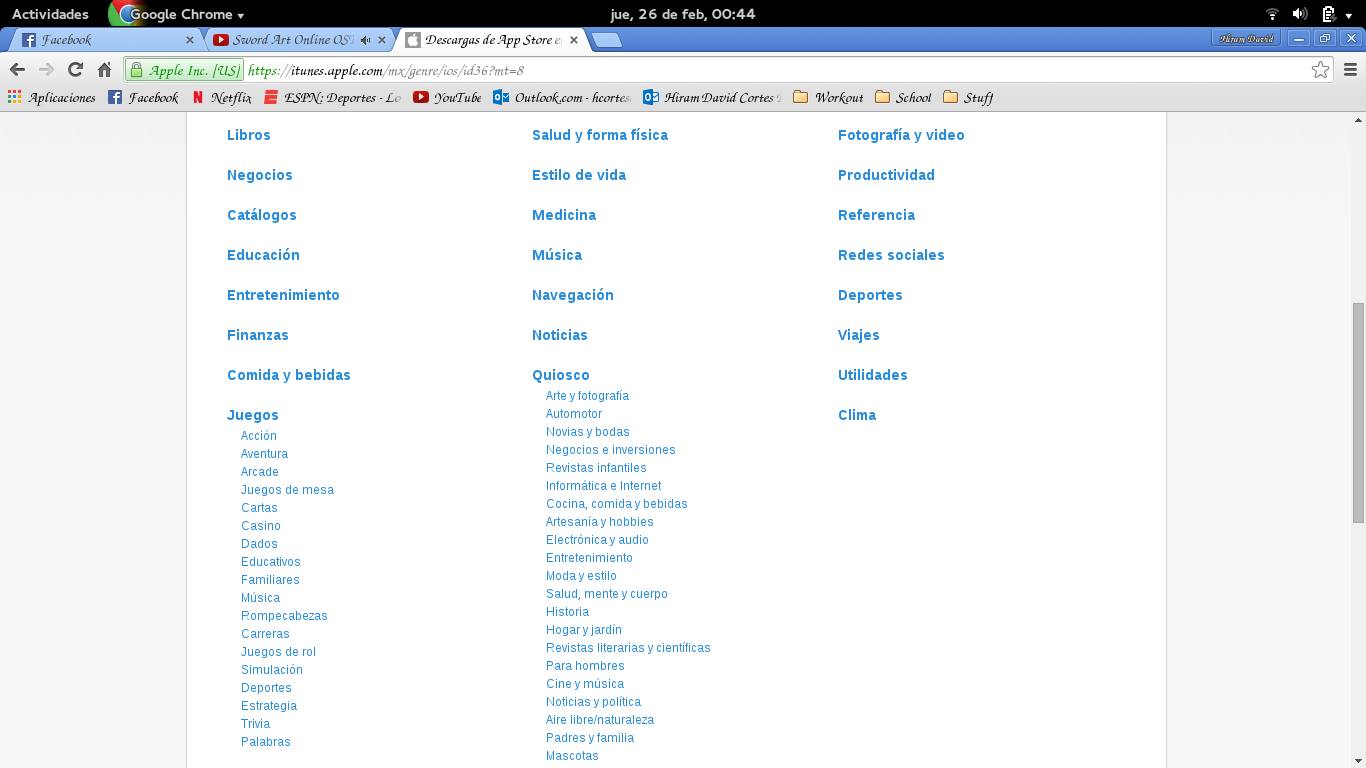 Actividades Google Chrome jue, 26 de feb, 00:44
Facebook Sword Art Online OS Descargas de App Store e Hiram David
Apple Inc. [US] https://itunes.apple.com/mx/genre/ios/id36?mt=8
Aplicaciones Facebook Netflix ESPN: Deportes - Lo YouTube Outlook.com - hcortes Hiram David Cortes Workout School Stuff
Libros
Negocios
Catálogos
Educación
Entretenimiento
Finanzas
Comida y bebidas
Juegos
Acción
Aventura
Arcade
Juegos de mesa
Cartas
Casino
Dados
Educativos
Familiares
Música
Rompecabezas
Carreras
Juegos de rol
Simulación
Deportes
Estrategia
Trivia
Palabras
Salud y forma física
Estilo de vida
Medicina
Música
Navegación
Noticias
Quiosco
Arte y fotografía
Automotor
Novias y bodas
Negocios e inversiones
Revistas infantiles
Informática e Internet
Cocina, comida y bebidas
Artesanía y hobbies
Electrónica y audio
Entretenimiento
Moda y estilo
Salud, mente y cuerpo
Historia
Hogar y jardín
Revistas literarias y científicas
Para hombres
Cine y música
Noticias y política
Aire libre/naturaleza
Padres y familia
Mascotas
Fotografía y video
Productividad
Referencia
Redes sociales
Deportes
Viajes
Utilidades
Clima